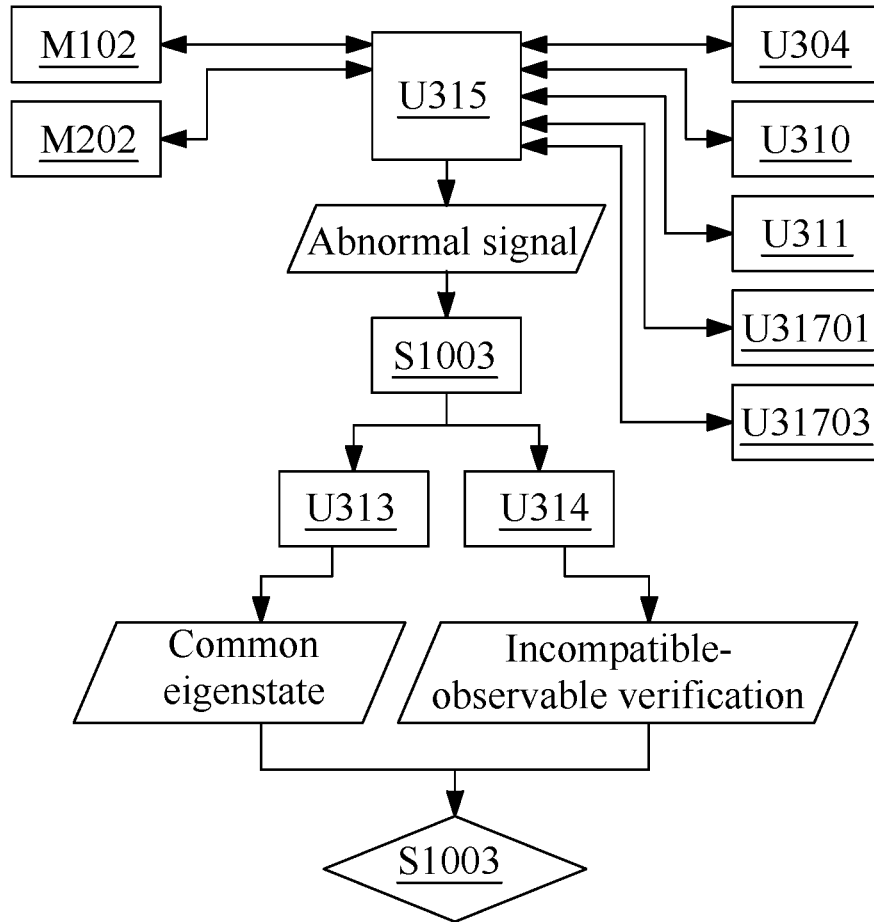 M102
U315
U304
M202
U310
U311
U31701
U31703
Abnormal signal
S1003
U313
U314
Common
eigenstate
Incompatible-
observable verification
S1003